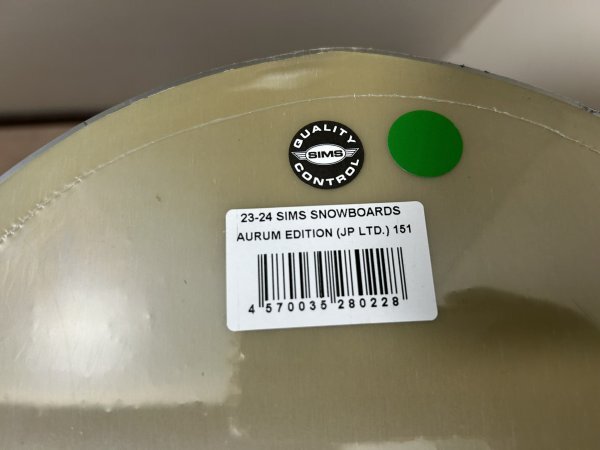 QUALITY
SIMS
CONTROL
23-24 SIMS SNOWBOARDS
AURUM EDITION (JP LTD.) 151
4 570035 280228